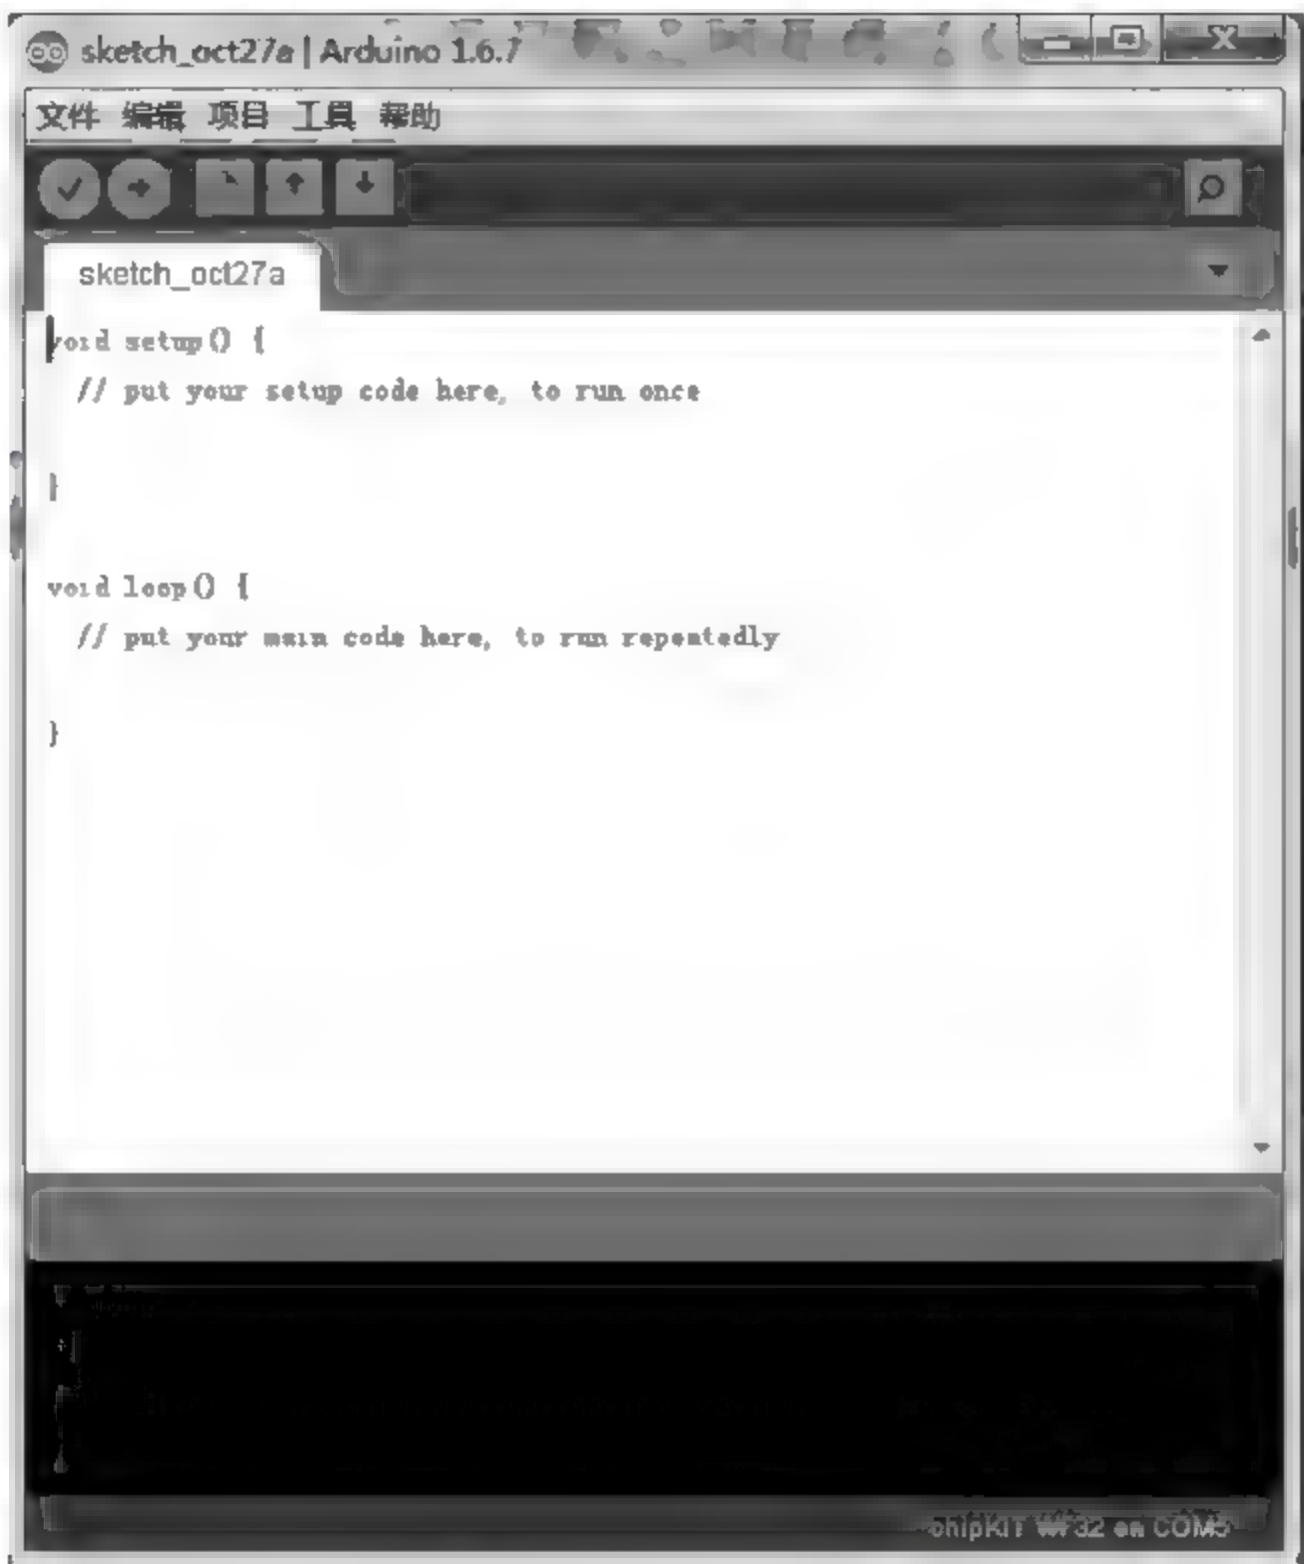 sketch_oct27a | Arduino 1.6.7
文件 编辑 项目 工具 帮助
sketch_oct27a
void setup() {
// put your setup code here, to run once
}
void loop() {
// put your main code here, to run repeatedly
}
chipKIT 32 on COM5